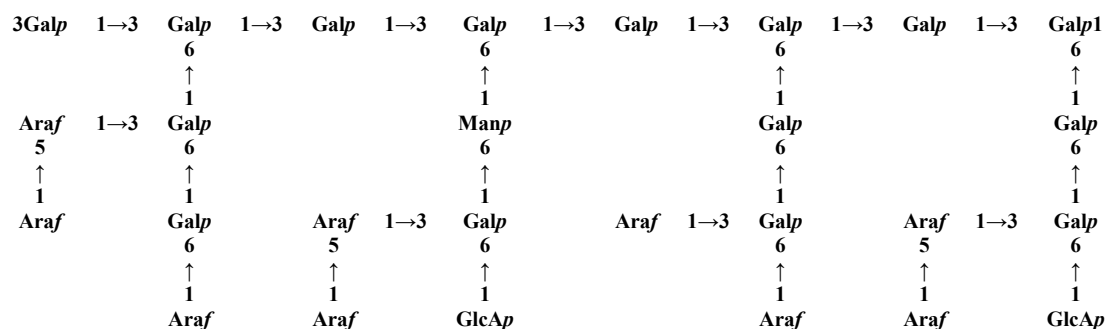 3Galp 1→3 Galp 1→3 Galp 1→3 Galp 1→3 Galp 1→3 Galp 1→3 Galp 1→3 Galp1
6 6 6 6
↑ ↑ ↑ ↑
1 1 1 1
Araf 1→3 Galp Manp Galp Galp
5 6 6 6 6
↑ ↑ ↑ ↑ ↑
1 1 1 1 1
Araf Galp Araf 1→3 Galp Araf 1→3 Galp Araf 1→3 Galp
6 5 6 6 5 6
↑ ↑ ↑ ↑ ↑ ↑
1 1 1 1 1 1
Araf Araf GlcAp Araf Araf GlcAp